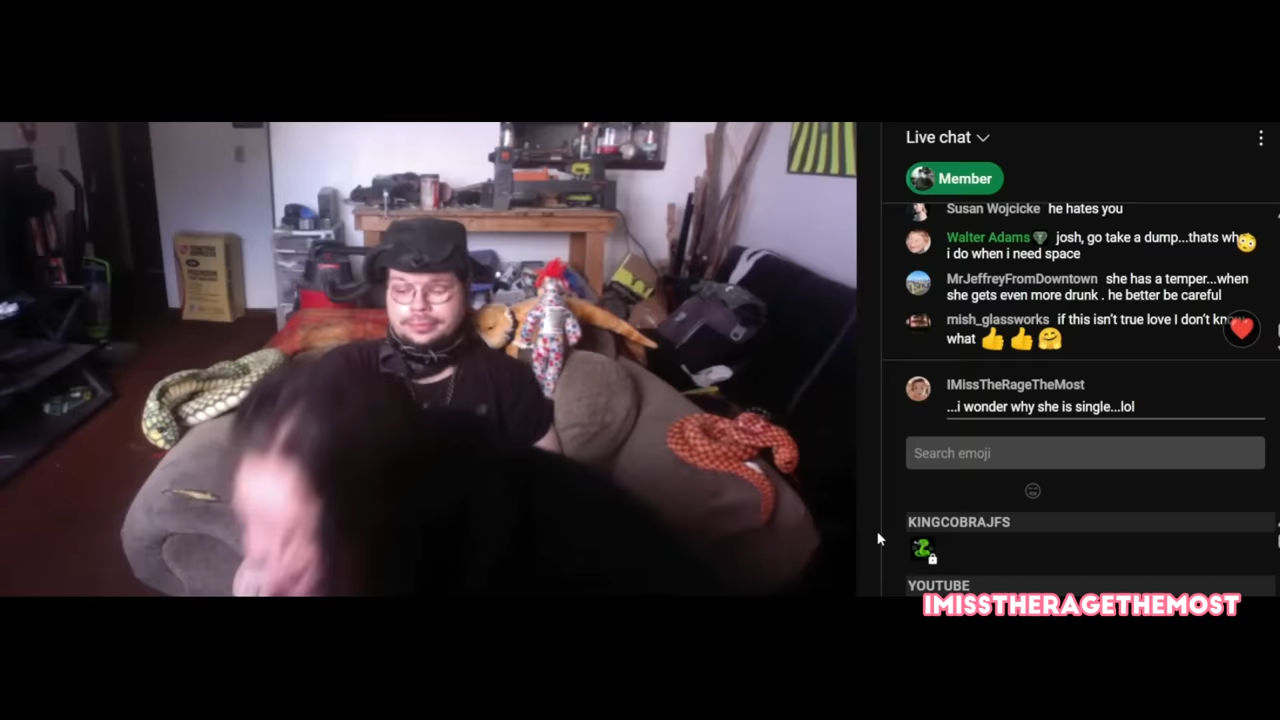 Live chat
Member
Susan Wojcicke he hates you
Walter Adams josh, go take a dump...thats wh
i do when i need space
MrJeffreyFromDowntown she has a temper...when
she gets even more drunk . he better be careful
mish_glassworks if this isn't true love I don't kn
what
IMissTheRageTheMost
...i wonder why she is single...lol
Search emoji
KINGCOBRAJFS
YOUTUBE
IMISSTHERAGETHEMOST